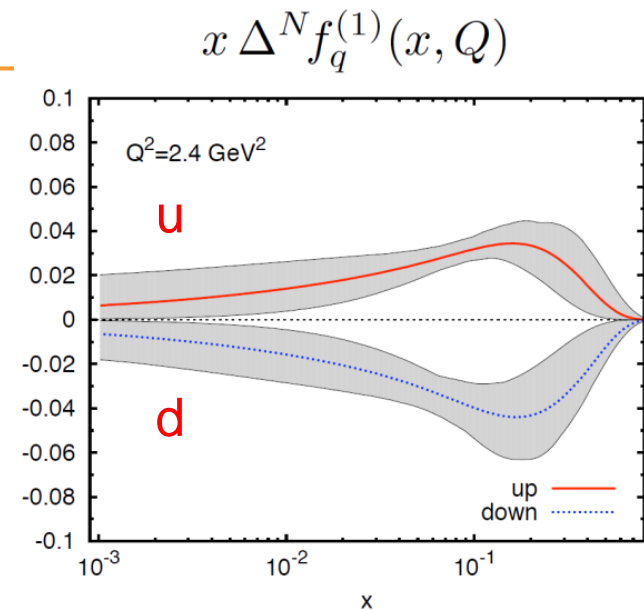 x Δ^N f_q^{(1)}(x, Q)
0.1
0.08
0.06
0.04
0.02
0
-0.02
-0.04
-0.06
-0.08
-0.1
Q²=2.4 GeV²
u
d
up
down
10⁻³
10⁻²
10⁻¹
x